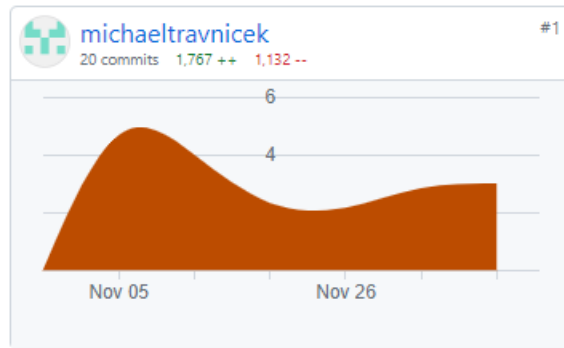 michaeltravnicek #1
20 commits 1,767 ++ 1,132 --
6
4
Nov 05 Nov 26